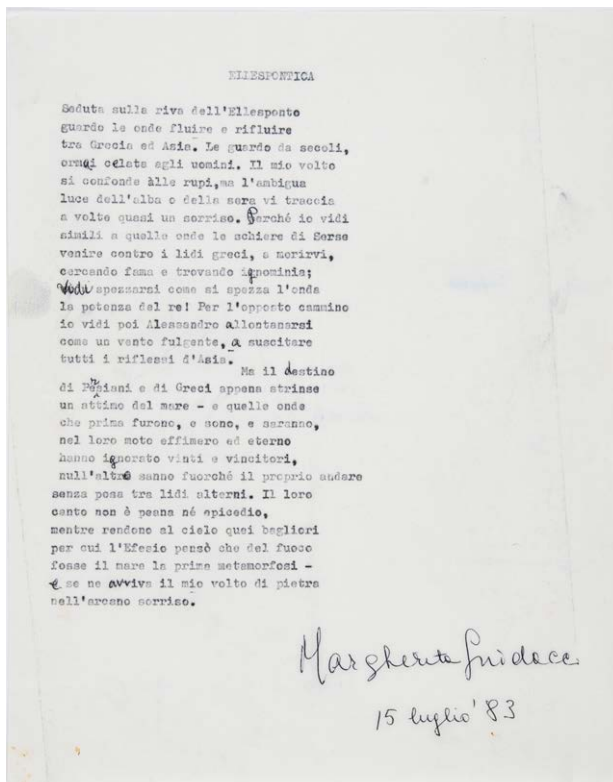 ELLESPONTICA
Seduta sulla riva dell'Ellesponto
guardo le onde fluire e rifluire
tra Grecia ed Asia. Le guardo da secoli,
ormai celata agli uomini. Il mio volto
si confonde àlle rupi,ma l'ambigua
luce dell'alba o della sera vi traccia
a volte quasi un sorriso. Perché io vidi
simili a quelle onde le schiere di Serse
venire contro i lidi greci, a morirvi,
cercando fama e trovando ignominia;
vidi spezzarsi come si spezza l'onda
la potenza del re! Per l'opposto cammino
io vidi poi Alessandro allontanarsi
come un vento fulgente, a suscitare
tutti i riflessi d'Asia.
Ma il destino
di Persiani e di Greci appena strinse
un attimo del mare - e quelle onde
che prima furono, e sono, e saranno,
nel loro moto effimero ed eterno
hanno ignorato vinti e vincitori,
null'altro sanno fuorché il proprio andare
senza posa tra lidi alterni. Il loro
canto non è peana né epicedio,
mentre rendono al cielo quei bagliori
per cui l'Efesio pensò che del fuoco
fosse il mare la prima metamorfosi -
e se ne avviva il mio volto di pietra
nell'arcano sorriso.
Margherita Guidacci
15 luglio '83